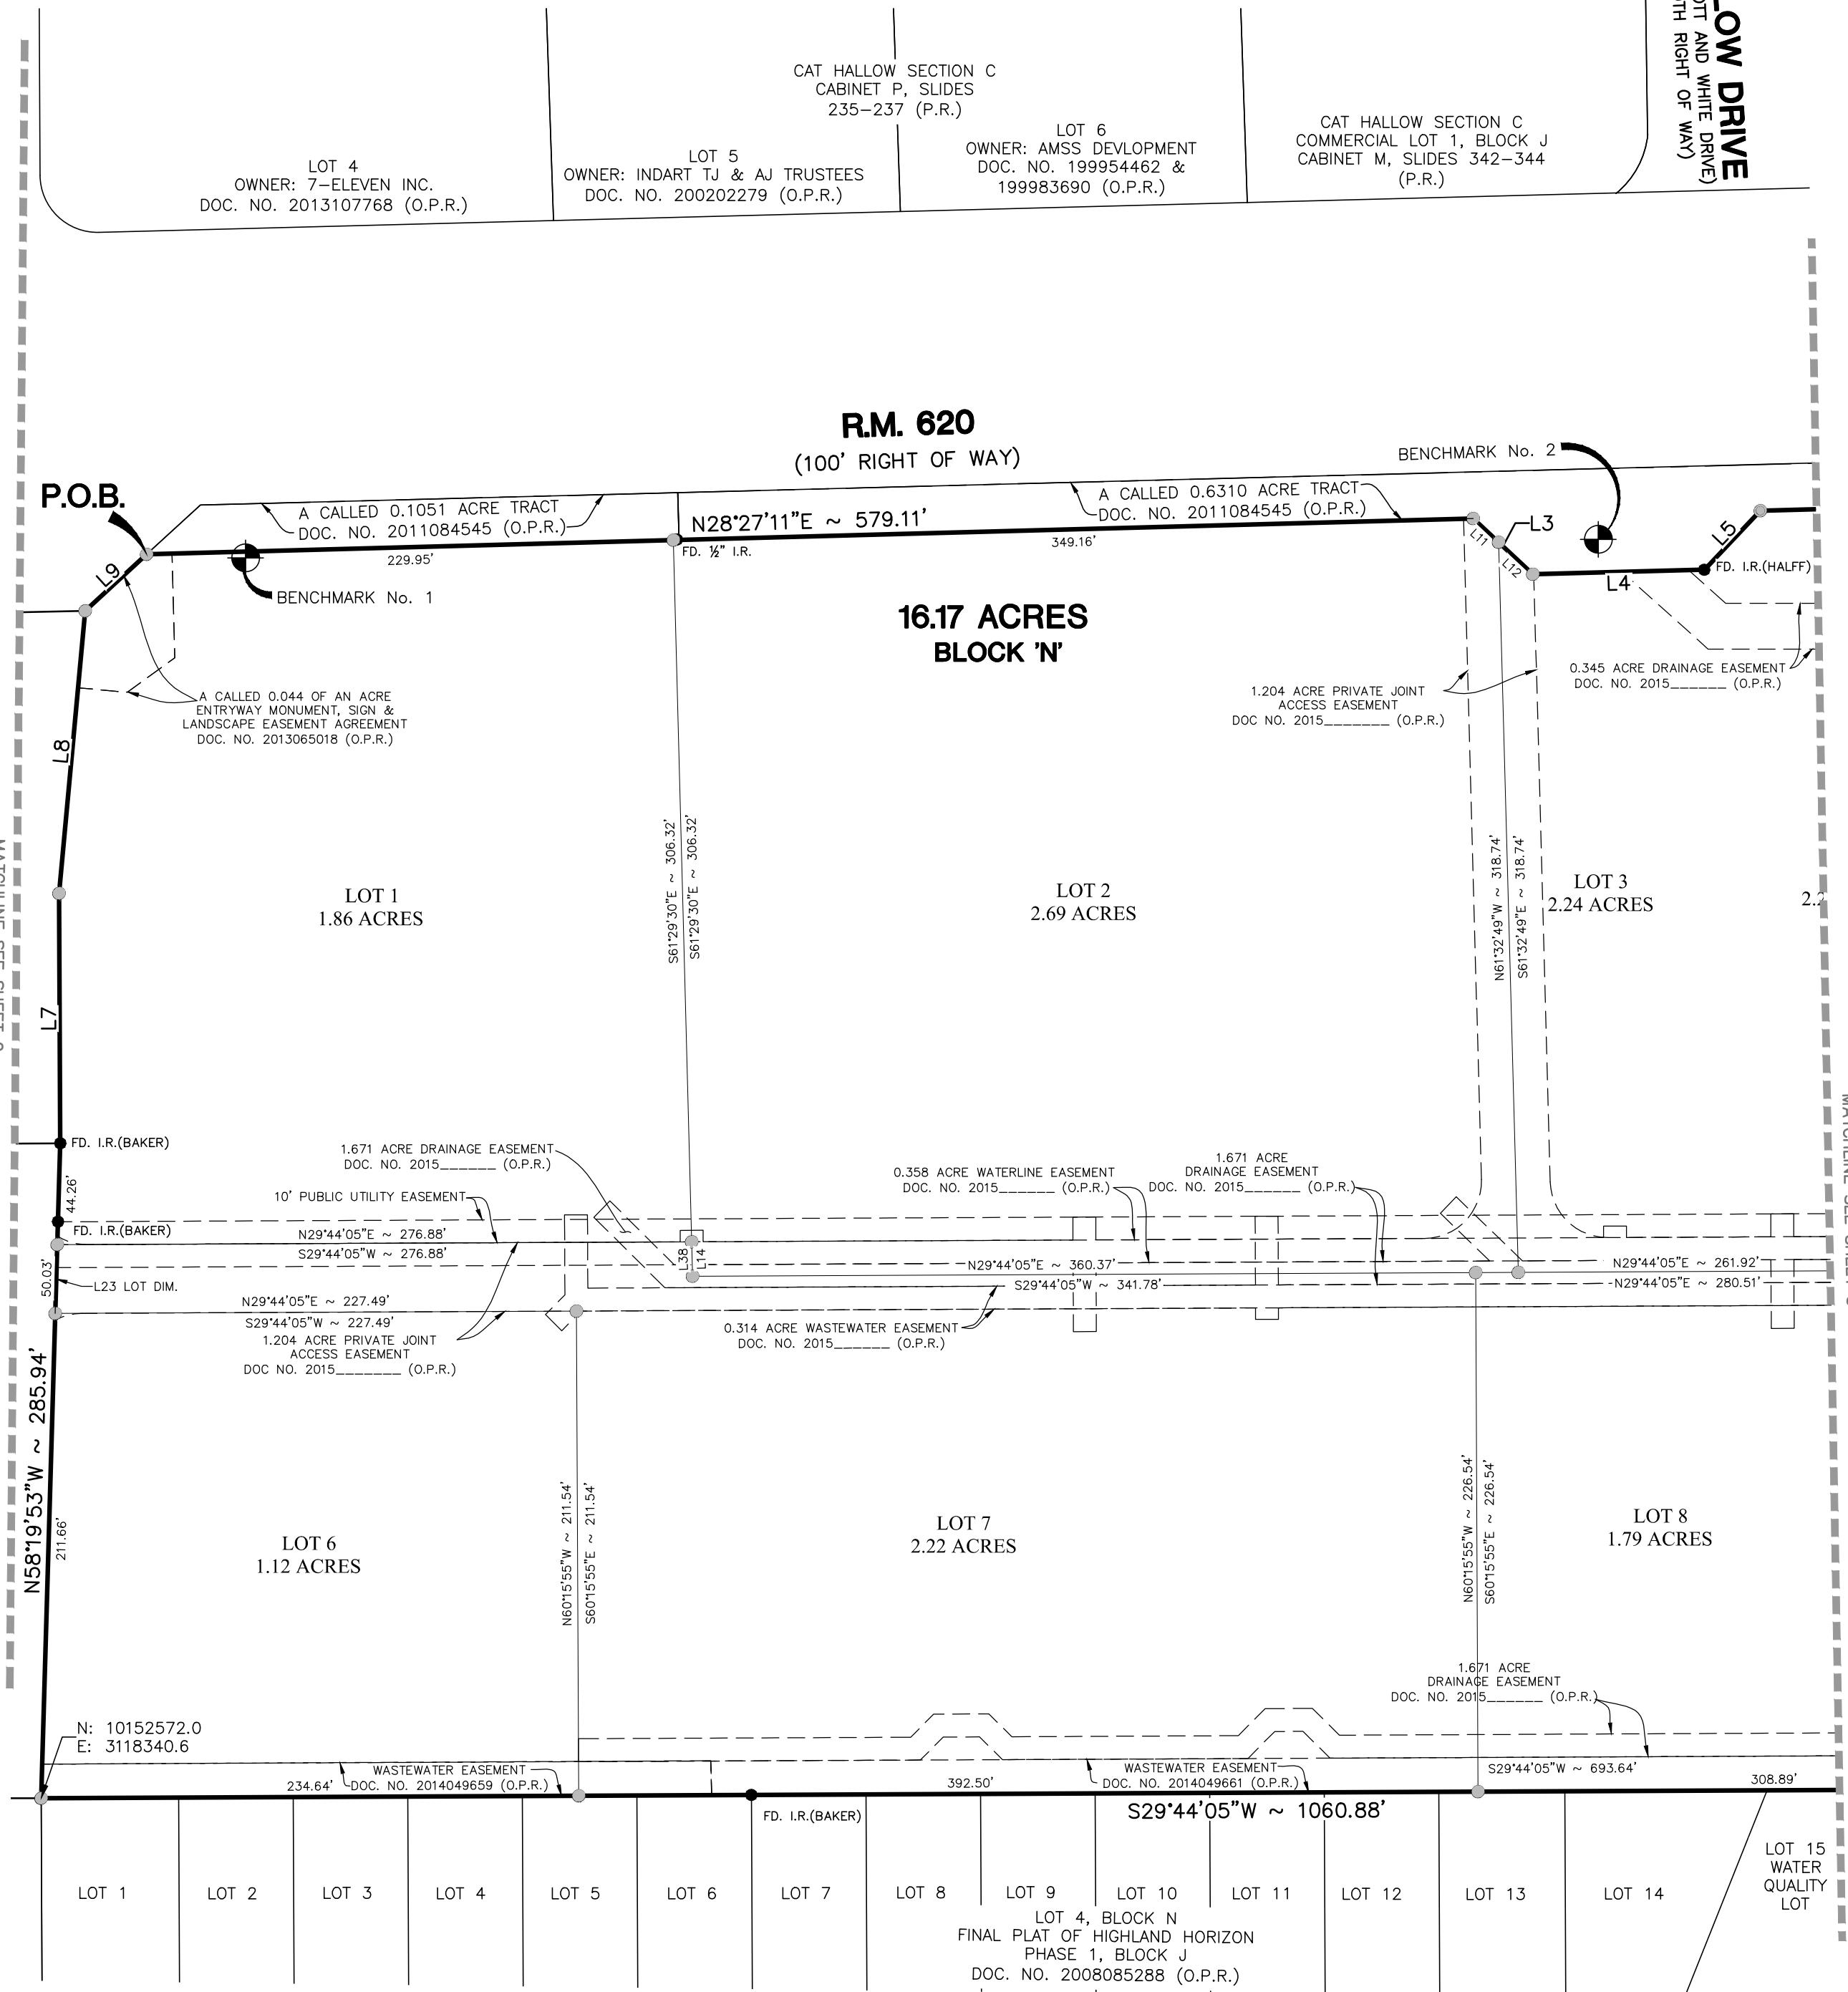 LOW DRIVE
OTT AND WHITE DRIVE)
TH RIGHT OF WAY)
CAT HALLOW SECTION C
CABINET P, SLIDES
235-237 (P.R.)
LOT 4
OWNER: 7-ELEVEN INC.
DOC. NO. 2013107768 (O.P.R.)
LOT 5
OWNER: INDART TJ & AJ TRUSTEES
DOC. NO. 200202279 (O.P.R.)
LOT 6
OWNER: AMSS DEVLOPMENT
DOC. NO. 199954462 &
199983690 (O.P.R.)
CAT HALLOW SECTION C
COMMERCIAL LOT 1, BLOCK J
CABINET M, SLIDES 342-344
(P.R.)
R.M. 620
(100' RIGHT OF WAY)
BENCHMARK No. 2
P.O.B.
A CALLED 0.1051 ACRE TRACT
DOC. NO. 2011084545 (O.P.R.)
A CALLED 0.6310 ACRE TRACT
DOC. NO. 2011084545 (O.P.R.)
N28°27'11"E ~ 579.11'
FD. ½" I.R.
229.95'
349.16'
L11
L3
L12
L4
L5
FD. I.R.(HALFF)
L9
BENCHMARK No. 1
16.17 ACRES
BLOCK 'N'
0.345 ACRE DRAINAGE EASEMENT
DOC. NO. 2015______ (O.P.R.)
1.204 ACRE PRIVATE JOINT
ACCESS EASEMENT
DOC NO. 2015_______ (O.P.R.)
A CALLED 0.044 OF AN ACRE
ENTRYWAY MONUMENT, SIGN &
LANDSCAPE EASEMENT AGREEMENT
DOC. NO. 2013065018 (O.P.R.)
L8
S61°29'30"E ~ 306.32'
S61°29'30"E ~ 306.32'
N61°32'49"W ~ 318.74'
S61°32'49"E ~ 318.74'
LOT 1
1.86 ACRES
LOT 2
2.69 ACRES
LOT 3
2.24 ACRES
L7
FD. I.R.(BAKER)
44.26'
1.671 ACRE DRAINAGE EASEMENT
DOC. NO. 2015______ (O.P.R.)
10' PUBLIC UTILITY EASEMENT
0.358 ACRE WATERLINE EASEMENT
DOC. NO. 2015______ (O.P.R.)
1.671 ACRE
DRAINAGE EASEMENT
DOC. NO. 2015______ (O.P.R.)
FD. I.R.(BAKER)
N29°44'05"E ~ 276.88'
S29°44'05"W ~ 276.88'
L38
L14
N29°44'05"E ~ 360.37'
S29°44'05"W ~ 341.78'
N29°44'05"E ~ 261.92'
N29°44'05"E ~ 280.51'
50.03'
L23 LOT DIM.
N29°44'05"E ~ 227.49'
S29°44'05"W ~ 227.49'
1.204 ACRE PRIVATE JOINT
ACCESS EASEMENT
DOC NO. 2015_______ (O.P.R.)
0.314 ACRE WASTEWATER EASEMENT
DOC. NO. 2015______ (O.P.R.)
N58°19'53"W ~ 285.94'
211.66'
N60°15'55"W ~ 211.54'
S60°15'55"E ~ 211.54'
N60°15'55"W ~ 226.54'
S60°15'55"E ~ 226.54'
LOT 6
1.12 ACRES
LOT 7
2.22 ACRES
LOT 8
1.79 ACRES
1.671 ACRE
DRAINAGE EASEMENT
DOC. NO. 2015______ (O.P.R.)
N: 10152572.0
E: 3118340.6
WASTEWATER EASEMENT
DOC. NO. 2014049659 (O.P.R.)
234.64'
392.50'
WASTEWATER EASEMENT
DOC. NO. 2014049661 (O.P.R.)
S29°44'05"W ~ 693.64'
308.89'
FD. I.R.(BAKER)
S29°44'05"W ~ 1060.88'
LOT 1
LOT 2
LOT 3
LOT 4
LOT 5
LOT 6
LOT 7
LOT 8
LOT 9
LOT 10
LOT 11
LOT 12
LOT 13
LOT 14
LOT 15
WATER
QUALITY
LOT
LOT 4, BLOCK N
FINAL PLAT OF HIGHLAND HORIZON
PHASE 1, BLOCK J
DOC. NO. 2008085288 (O.P.R.)